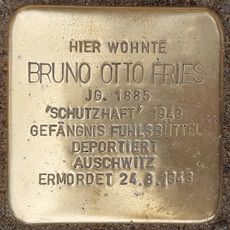 HIER WOHNTE
BRUNO OTTO FRIES
JG. 1885
"SCHUTZHAFT" 1943
GEFÄNGNIS FUHLSBÜTTEL
DEPORTIERT
AUSCHWITZ
ERMORDET 24.8.1943